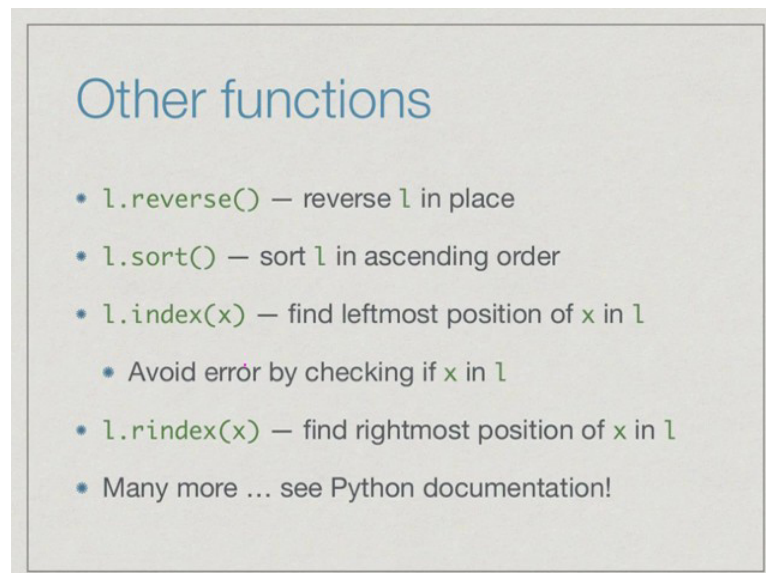 Other functions
l.reverse() — reverse l in place
l.sort() — sort l in ascending order
l.index(x) — find leftmost position of x in l
Avoid error by checking if x in l
l.rindex(x) — find rightmost position of x in l
Many more … see Python documentation!